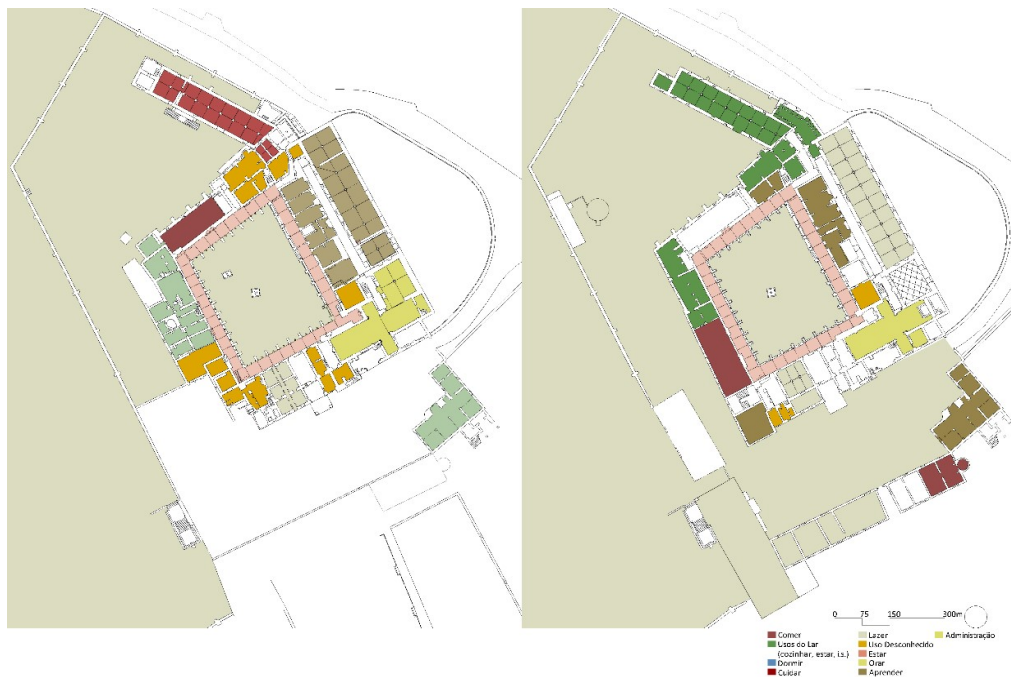 0 75 150 300m
Comer
Usos do Lar
(cozinhar, estar, i.s.)
Dormir
Cuidar
Lazer
Uso Desconhecido
Estar
Orar
Aprender
Administração